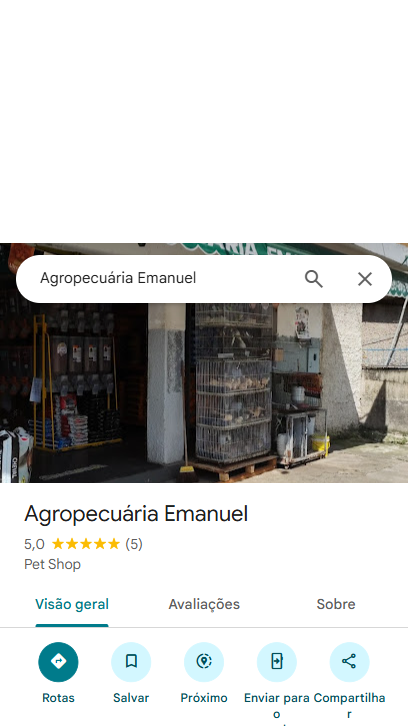 Agropecuária Emanuel
Agropecuária Emanuel
5,0 (5)
Pet Shop
Visão geral Avaliações Sobre
Rotas Salvar Próximo Enviar para o Compartilhar